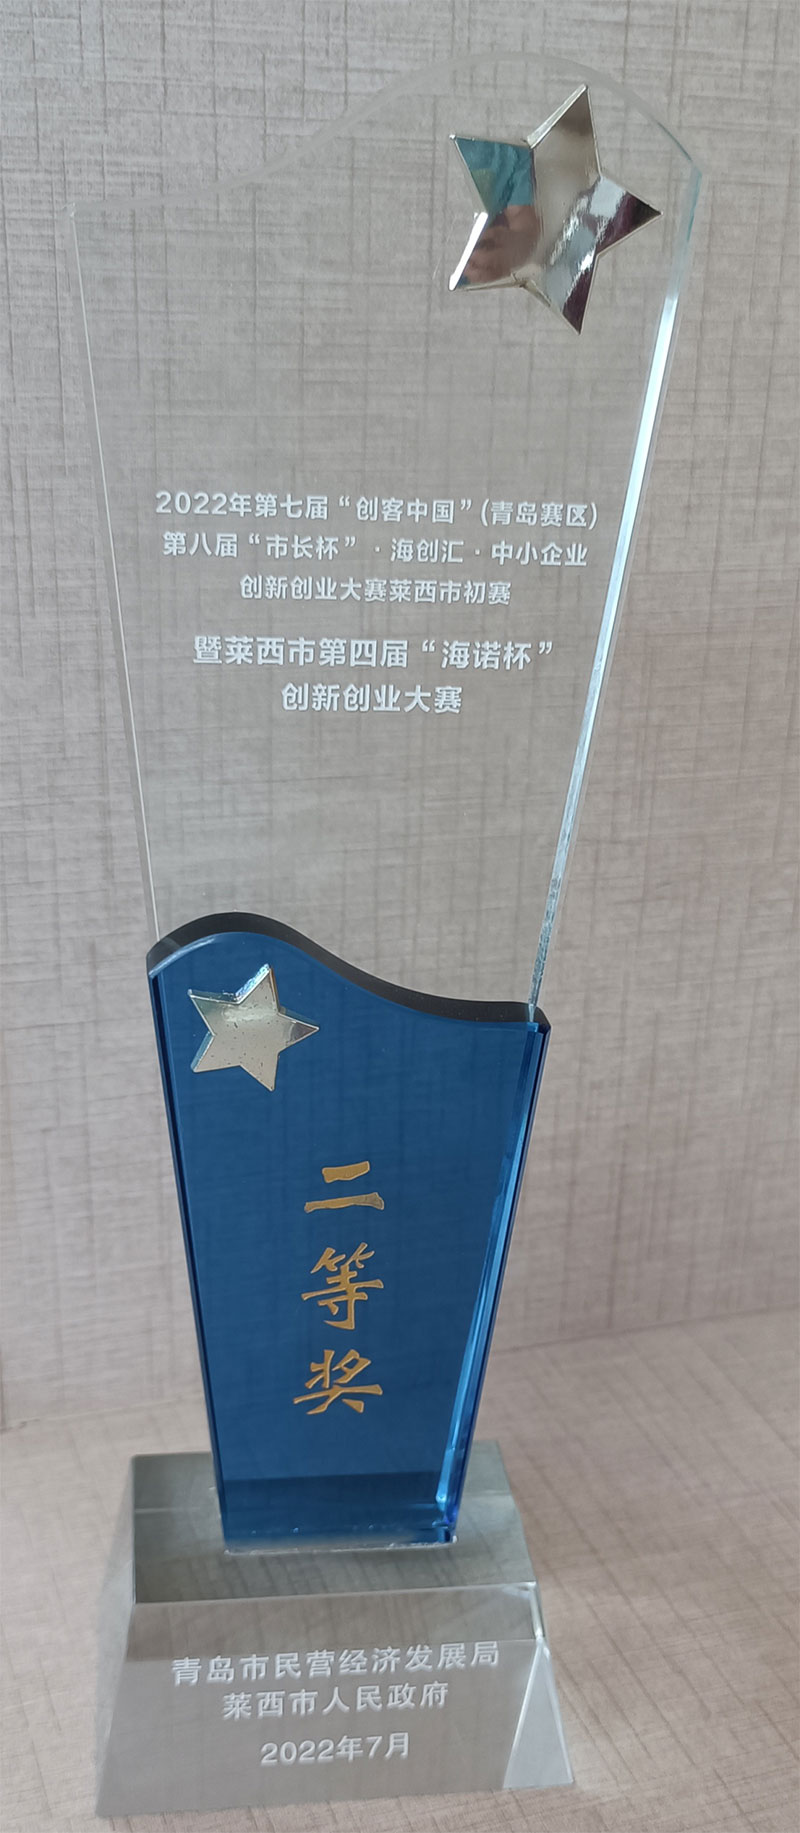 2022年第七届“创客中国”(青岛赛区)
第八届“市长杯”·海创汇·中小企业
创新创业大赛莱西市初赛
暨莱西市第四届“海诺杯”
创新创业大赛
二
等
奖
青岛市民营经济发展局
莱西市人民政府
2022年7月